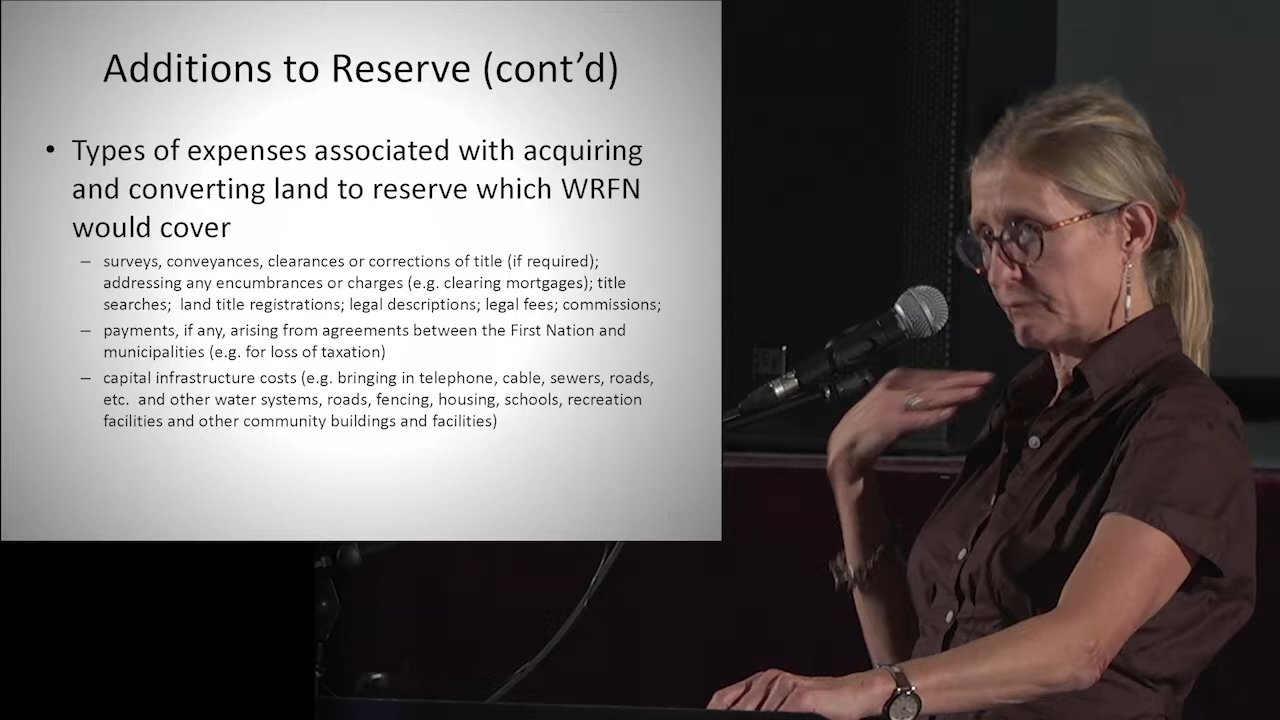 Additions to Reserve (cont’d)
• Types of expenses associated with acquiring
and converting land to reserve which WRFN
would cover
– surveys, conveyances, clearances or corrections of title (if required);
addressing any encumbrances or charges (e.g. clearing mortgages); title
searches;  land title registrations; legal descriptions; legal fees; commissions;
– payments, if any, arising from agreements between the First Nation and
municipalities (e.g. for loss of taxation)
– capital infrastructure costs (e.g. bringing in telephone, cable, sewers, roads,
etc.  and other water systems, roads, fencing, housing, schools, recreation
facilities and other community buildings and facilities)